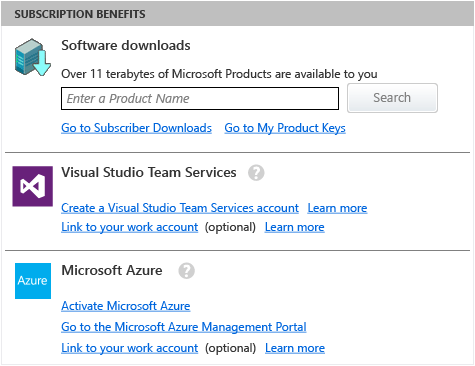 SUBSCRIPTION BENEFITS
Software downloads
Over 11 terabytes of Microsoft Products are available to you
Enter a Product Name Search
Go to Subscriber Downloads Go to My Product Keys
Visual Studio Team Services ?
Create a Visual Studio Team Services account Learn more
Link to your work account (optional) Learn more
Azure Microsoft Azure ?
Activate Microsoft Azure
Go to the Microsoft Azure Management Portal
Link to your work account (optional) Learn more